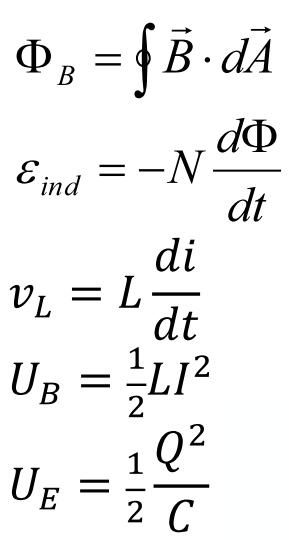 Φ_B = ∮ B⃗ · dA⃗
ε_ind = −N dΦ/dt
v_L = L di/dt
U_B = ½LI²
U_E = ½ Q²/C